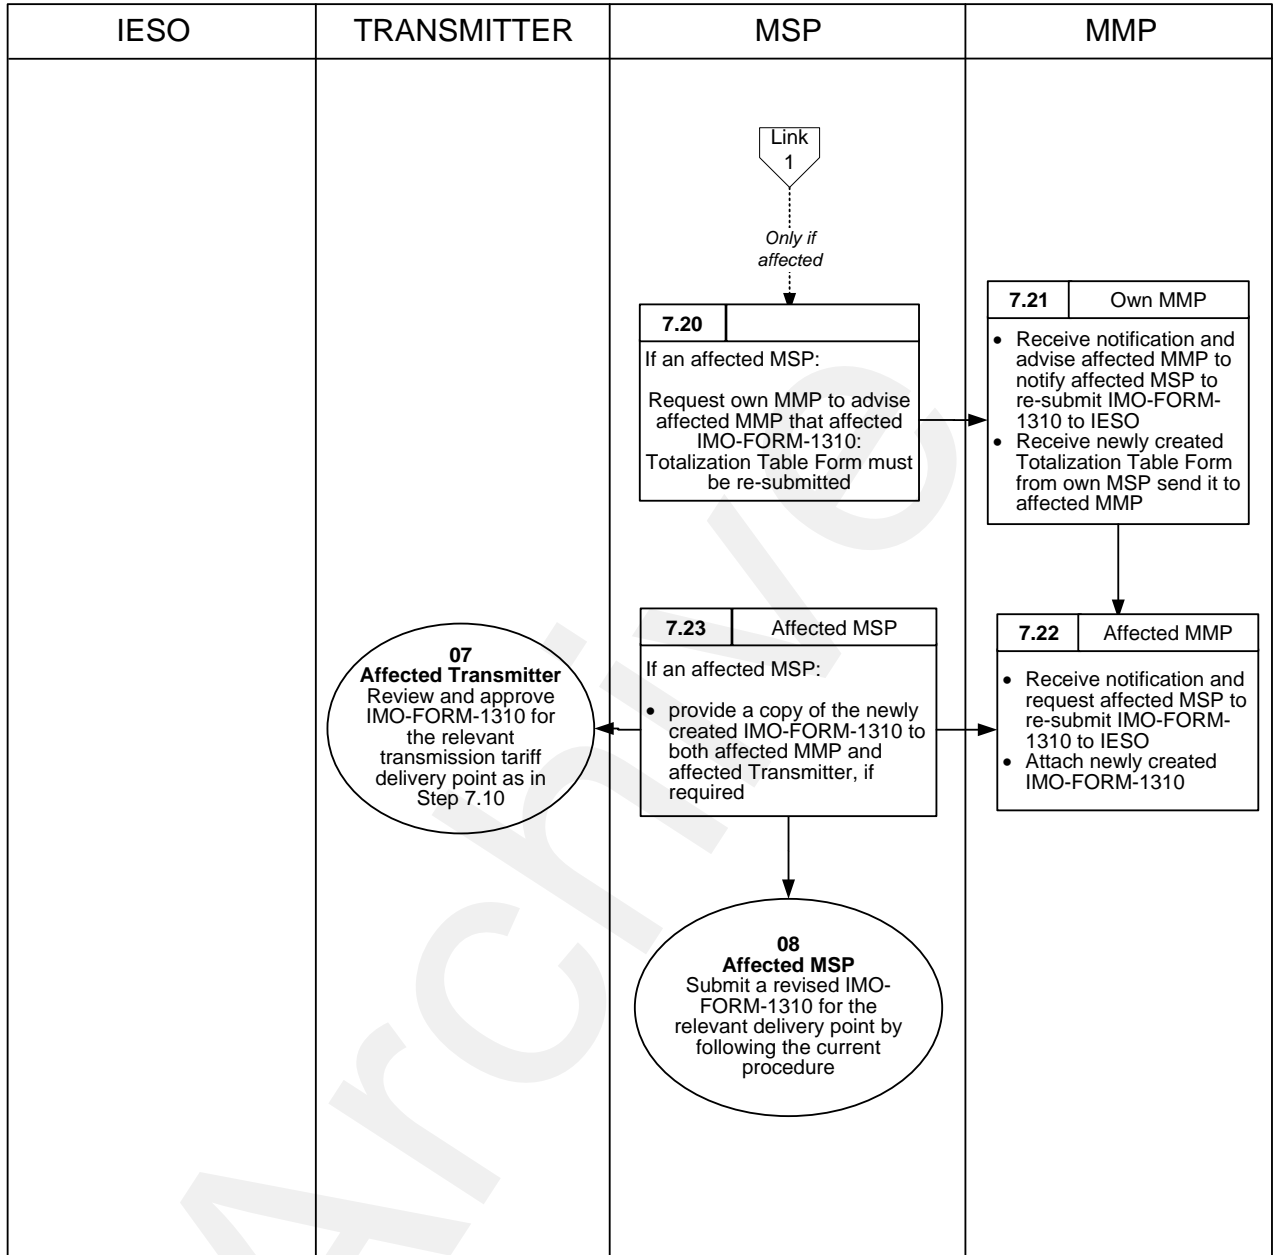 IESO
TRANSMITTER
MSP
MMP
Link
1
Only if
affected
7.20
If an affected MSP:
Request own MMP to advise
affected MMP that affected
IMO-FORM-1310:
Totalization Table Form must
be re-submitted
7.21
Own MMP
• Receive notification and
advise affected MMP to
notify affected MSP to
re-submit IMO-FORM-
1310 to IESO
• Receive newly created
Totalization Table Form
from own MSP send it to
affected MMP
07
Affected Transmitter
Review and approve
IMO-FORM-1310 for
the relevant
transmission tariff
delivery point as in
Step 7.10
7.23
Affected MSP
If an affected MSP:
• provide a copy of the newly
created IMO-FORM-1310 to
both affected MMP and
affected Transmitter, if
required
7.22
Affected MMP
• Receive notification and
request affected MSP to
re-submit IMO-FORM-
1310 to IESO
• Attach newly created
IMO-FORM-1310
08
Affected MSP
Submit a revised IMO-
FORM-1310 for the
relevant delivery point by
following the current
procedure
Archive